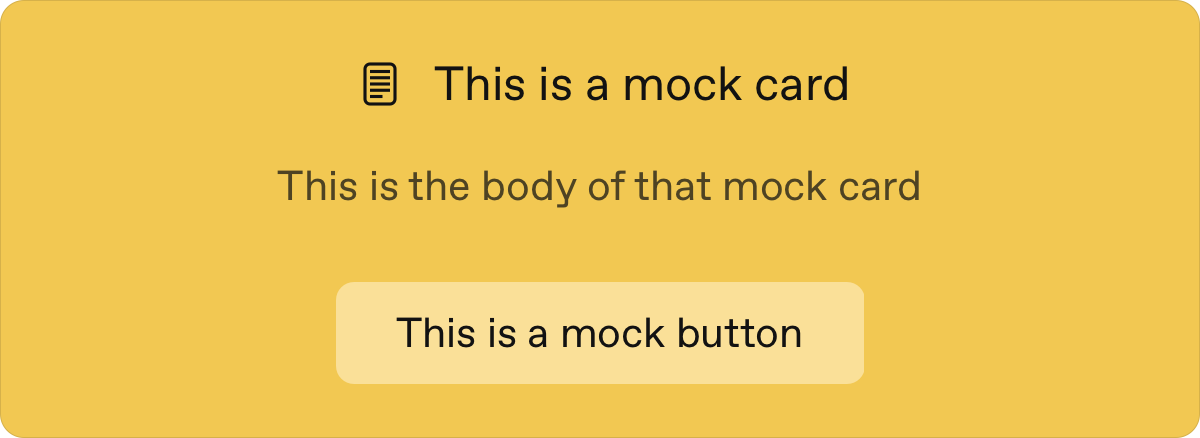 This is a mock card
This is the body of that mock card
This is a mock button